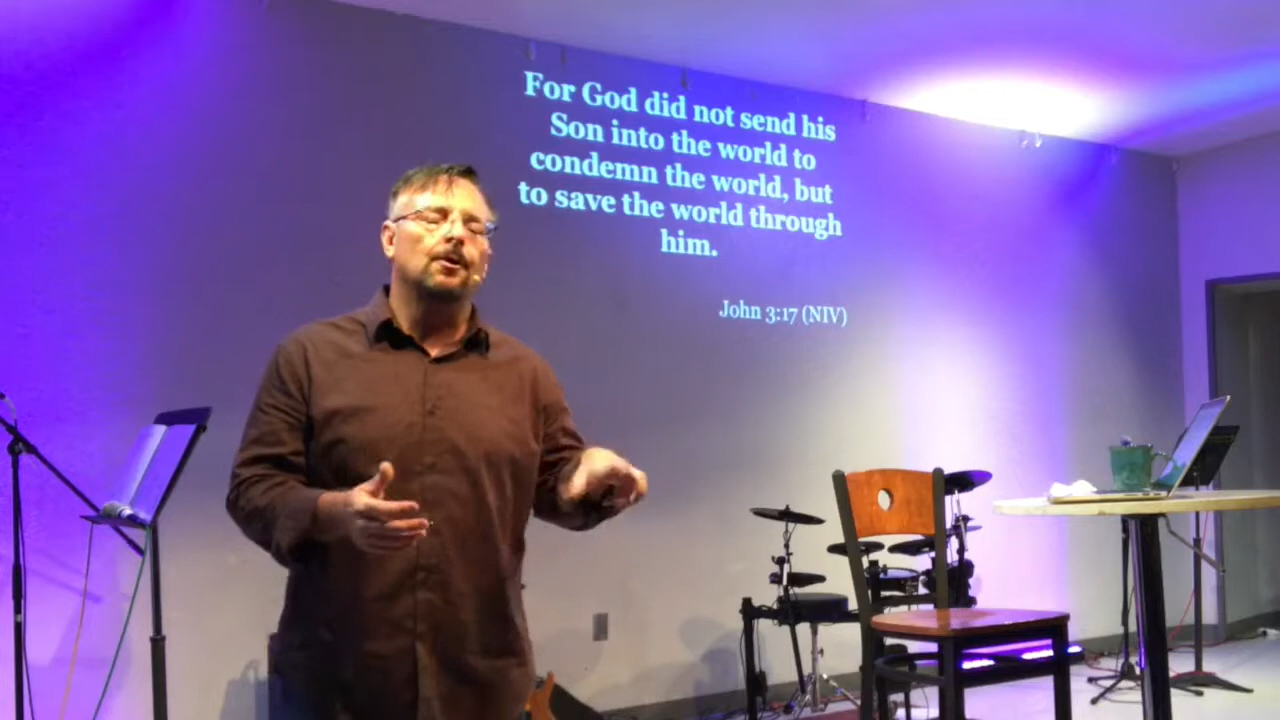 For God did not send his
Son into the world to
condemn the world, but
to save the world through
him.
John 3:17 (NIV)